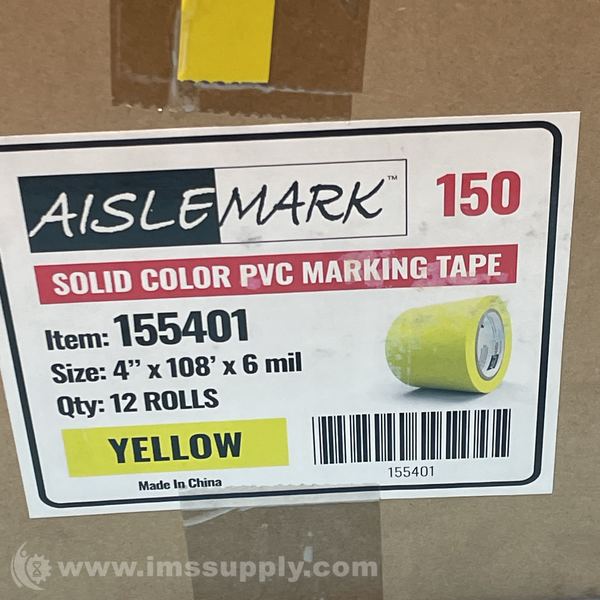 AISLEMARK™ 150
SOLID COLOR PVC MARKING TAPE
Item: 155401
Size: 4” x 108’ x 6 mil
Qty: 12 ROLLS
YELLOW
155401
Made In China
www.imssupply.com